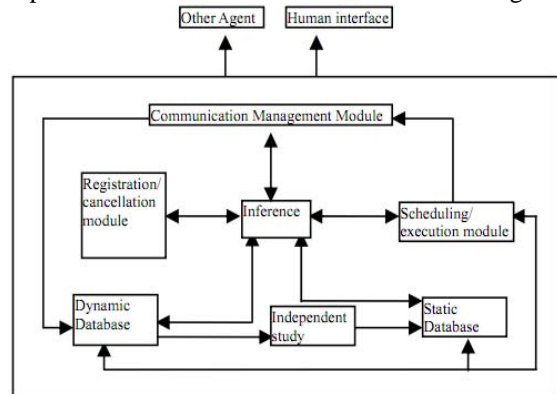 Other Agent
Human interface
Communication Management Module
Registration/
cancellation
module
Inference
Scheduling/
execution module
Dynamic
Database
Independent
study
Static
Database